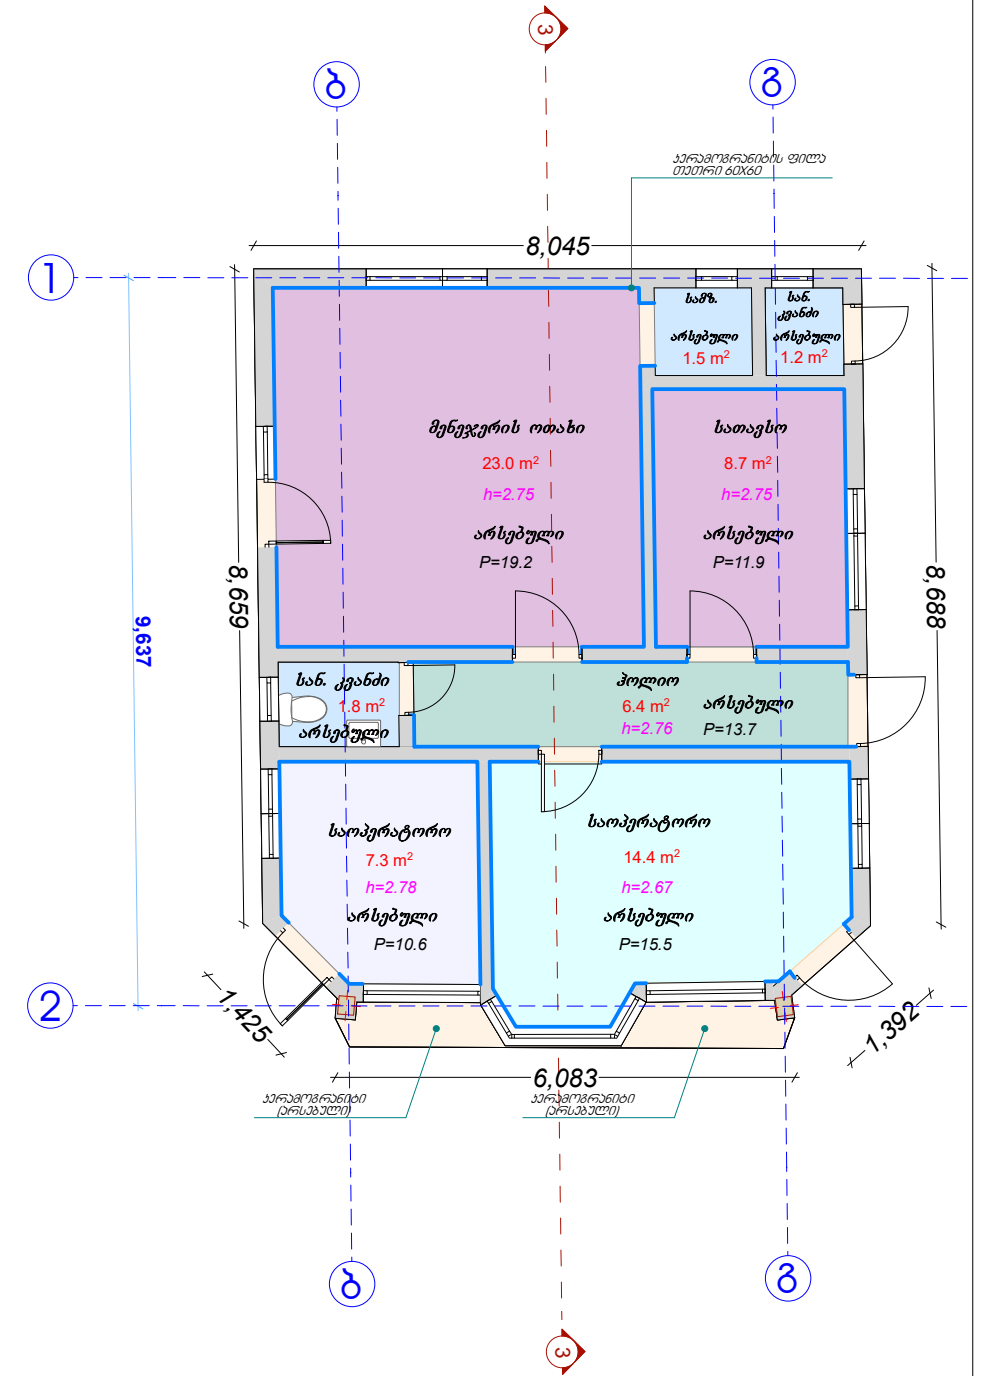 3
ბ
გ
კერამოგრანიტის ფილა
თეთრი 60X60
8,045
1
სამზ.
არსებული
1.5 m²
სან.
კვანძი
არსებული
1.2 m²
მენეჯერის ოთახი
23.0 m²
h=2.75
არსებული
P=19.2
სათავსო
8.7 m²
h=2.75
არსებული
P=11.9
8,659
8,688
9,637
სან. კვანძი
1.8 m²
არსებული
ჰოლიო
6.4 m²
h=2.76
არსებული
P=13.7
საოპერატორო
7.3 m²
h=2.78
არსებული
P=10.6
საოპერატორო
14.4 m²
h=2.67
არსებული
P=15.5
2
1,425
1,392
6,083
კერამოგრანიტი
(არსებული)
კერამოგრანიტი
(არსებული)
ბ
გ
3